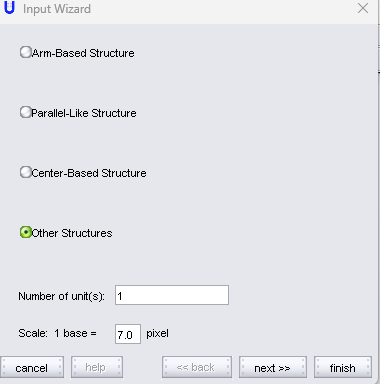 U Input Wizard
Arm-Based Structure
Parallel-Like Structure
Center-Based Structure
Other Structures
Number of unit(s): 1
Scale: 1 base = 7.0 pixel
cancel help << back next >> finish